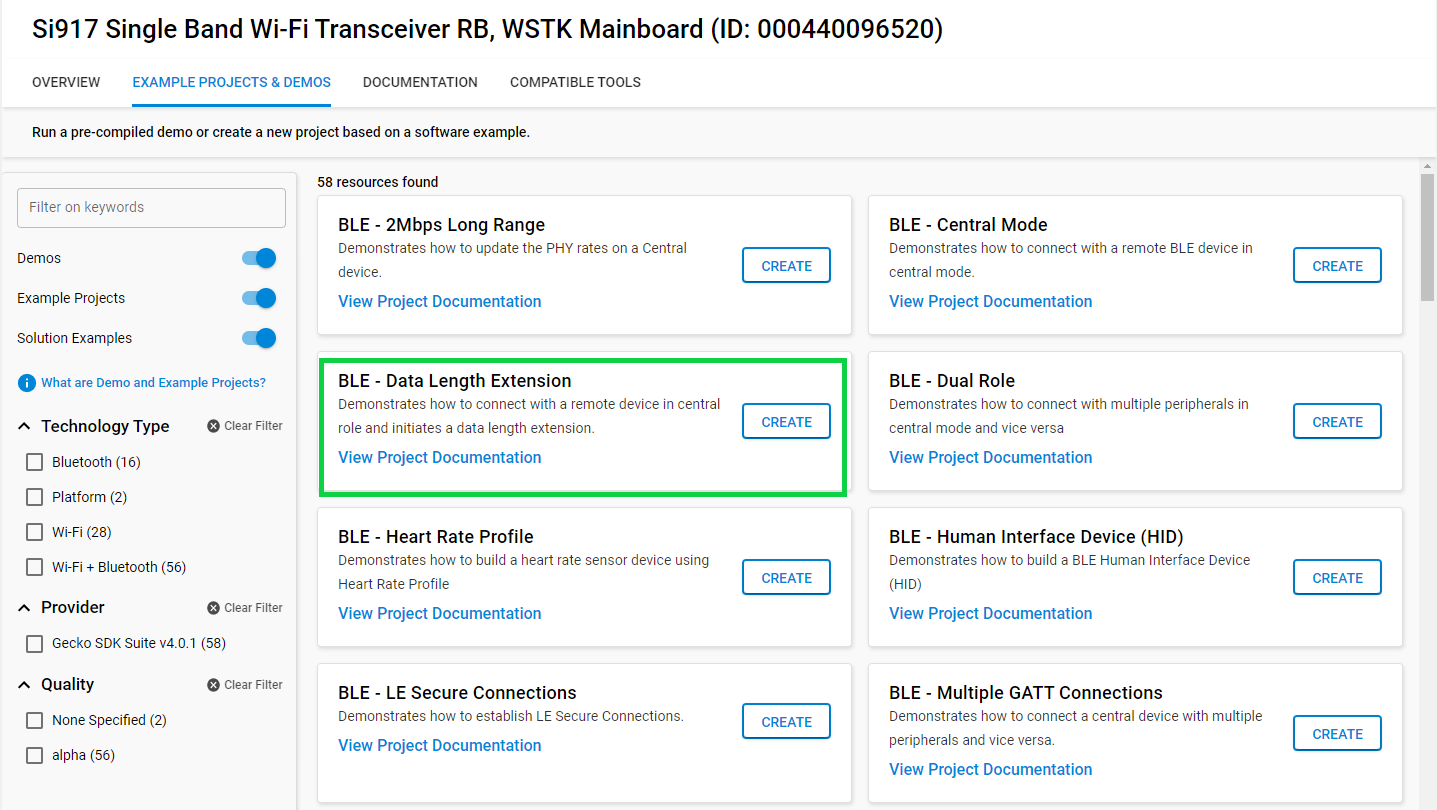 Si917 Single Band Wi-Fi Transceiver RB, WSTK Mainboard (ID: 000440096520)
OVERVIEW EXAMPLE PROJECTS & DEMOS DOCUMENTATION COMPATIBLE TOOLS
Run a pre-compiled demo or create a new project based on a software example.
Filter on keywords
Demos
Example Projects
Solution Examples
What are Demo and Example Projects?
Technology Type Clear Filter
Bluetooth (16)
Platform (2)
Wi-Fi (28)
Wi-Fi + Bluetooth (56)
Provider Clear Filter
Gecko SDK Suite v4.0.1 (58)
Quality Clear Filter
None Specified (2)
alpha (56)
58 resources found
BLE - 2Mbps Long Range
Demonstrates how to update the PHY rates on a Central
device.
View Project Documentation
CREATE
BLE - Central Mode
Demonstrates how to connect with a remote BLE device in
central mode.
View Project Documentation
CREATE
BLE - Data Length Extension
Demonstrates how to connect with a remote device in central
role and initiates a data length extension.
View Project Documentation
CREATE
BLE - Dual Role
Demonstrates how to connect with multiple peripherals in
central mode and vice versa
View Project Documentation
CREATE
BLE - Heart Rate Profile
Demonstrates how to build a heart rate sensor device using
Heart Rate Profile
View Project Documentation
CREATE
BLE - Human Interface Device (HID)
Demonstrates how to build a BLE Human Interface Device
(HID)
View Project Documentation
CREATE
BLE - LE Secure Connections
Demonstrates how to establish LE Secure Connections.
View Project Documentation
CREATE
BLE - Multiple GATT Connections
Demonstrates how to connect a central device with multiple
peripherals and vice versa.
View Project Documentation
CREATE